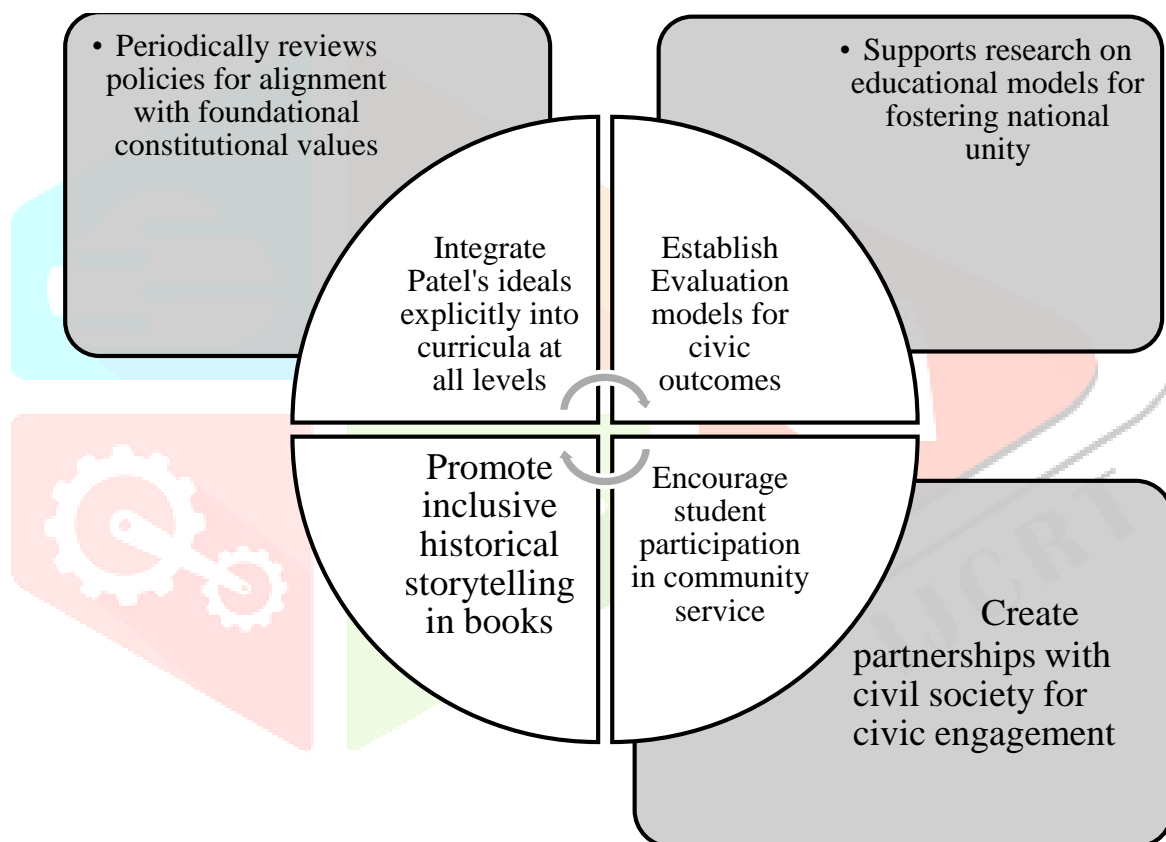 • Periodically reviews
policies for alignment
with foundational
constitutional values
• Supports research on
educational models for
fostering national
unity
Integrate
Patel's ideals
explicitly into
curricula at
all levels
Establish
Evaluation
models for
civic
outcomes
Promote
inclusive
historical
storytelling
in books
Encourage
student
participation
in community
service
Create
partnerships with
civil society for
civic engagement
IJCRT